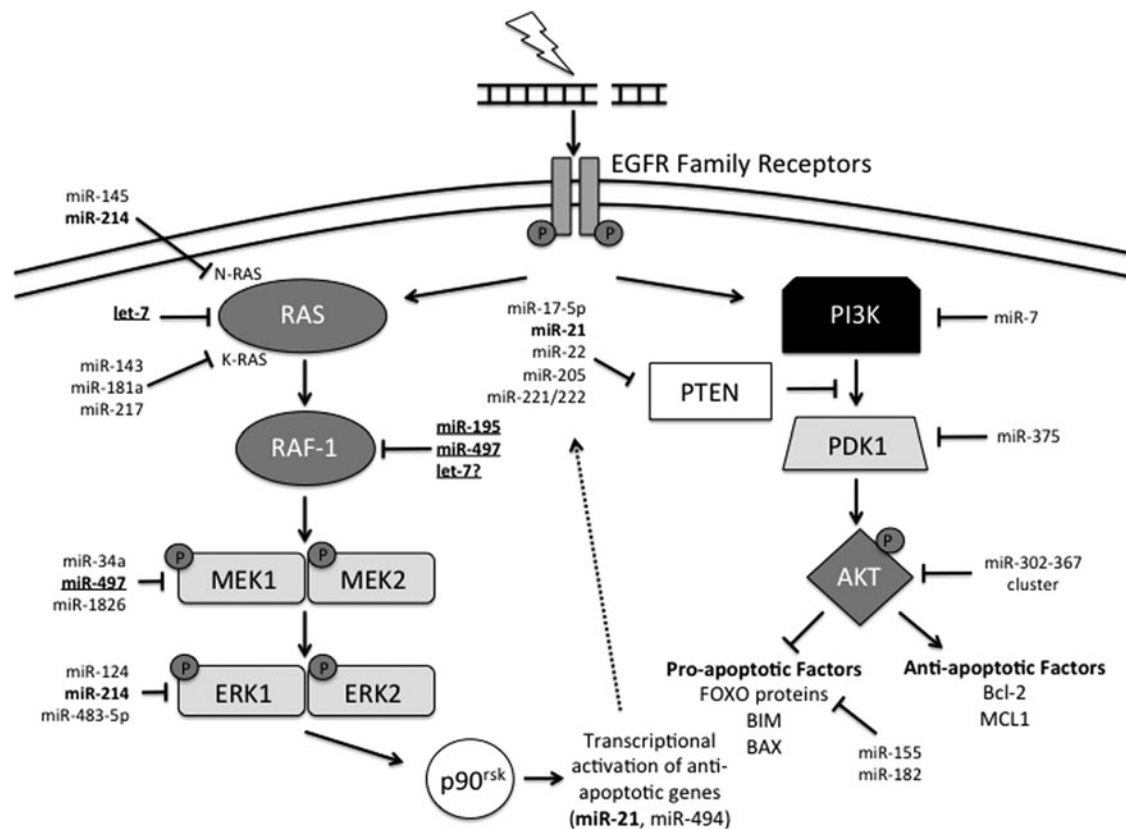 EGFR Family Receptors
P
P
miR-145
miR-214
N-RAS
let-7
RAS
K-RAS
miR-143
miR-181a
miR-217
miR-17-5p
miR-21
miR-22
miR-205
miR-221/222
PTEN
PI3K
miR-7
PDK1
miR-375
RAF-1
miR-195
miR-497
let-7?
P
AKT
miR-302-367
cluster
miR-34a
miR-497
miR-1826
P
MEK1
P
MEK2
miR-124
miR-214
miR-483-5p
P
ERK1
P
ERK2
Pro-apoptotic Factors
FOXO proteins
BIM
BAX
Anti-apoptotic Factors
Bcl-2
MCL1
miR-155
miR-182
p90rsk
Transcriptional
activation of anti-
apoptotic genes
(miR-21, miR-494)